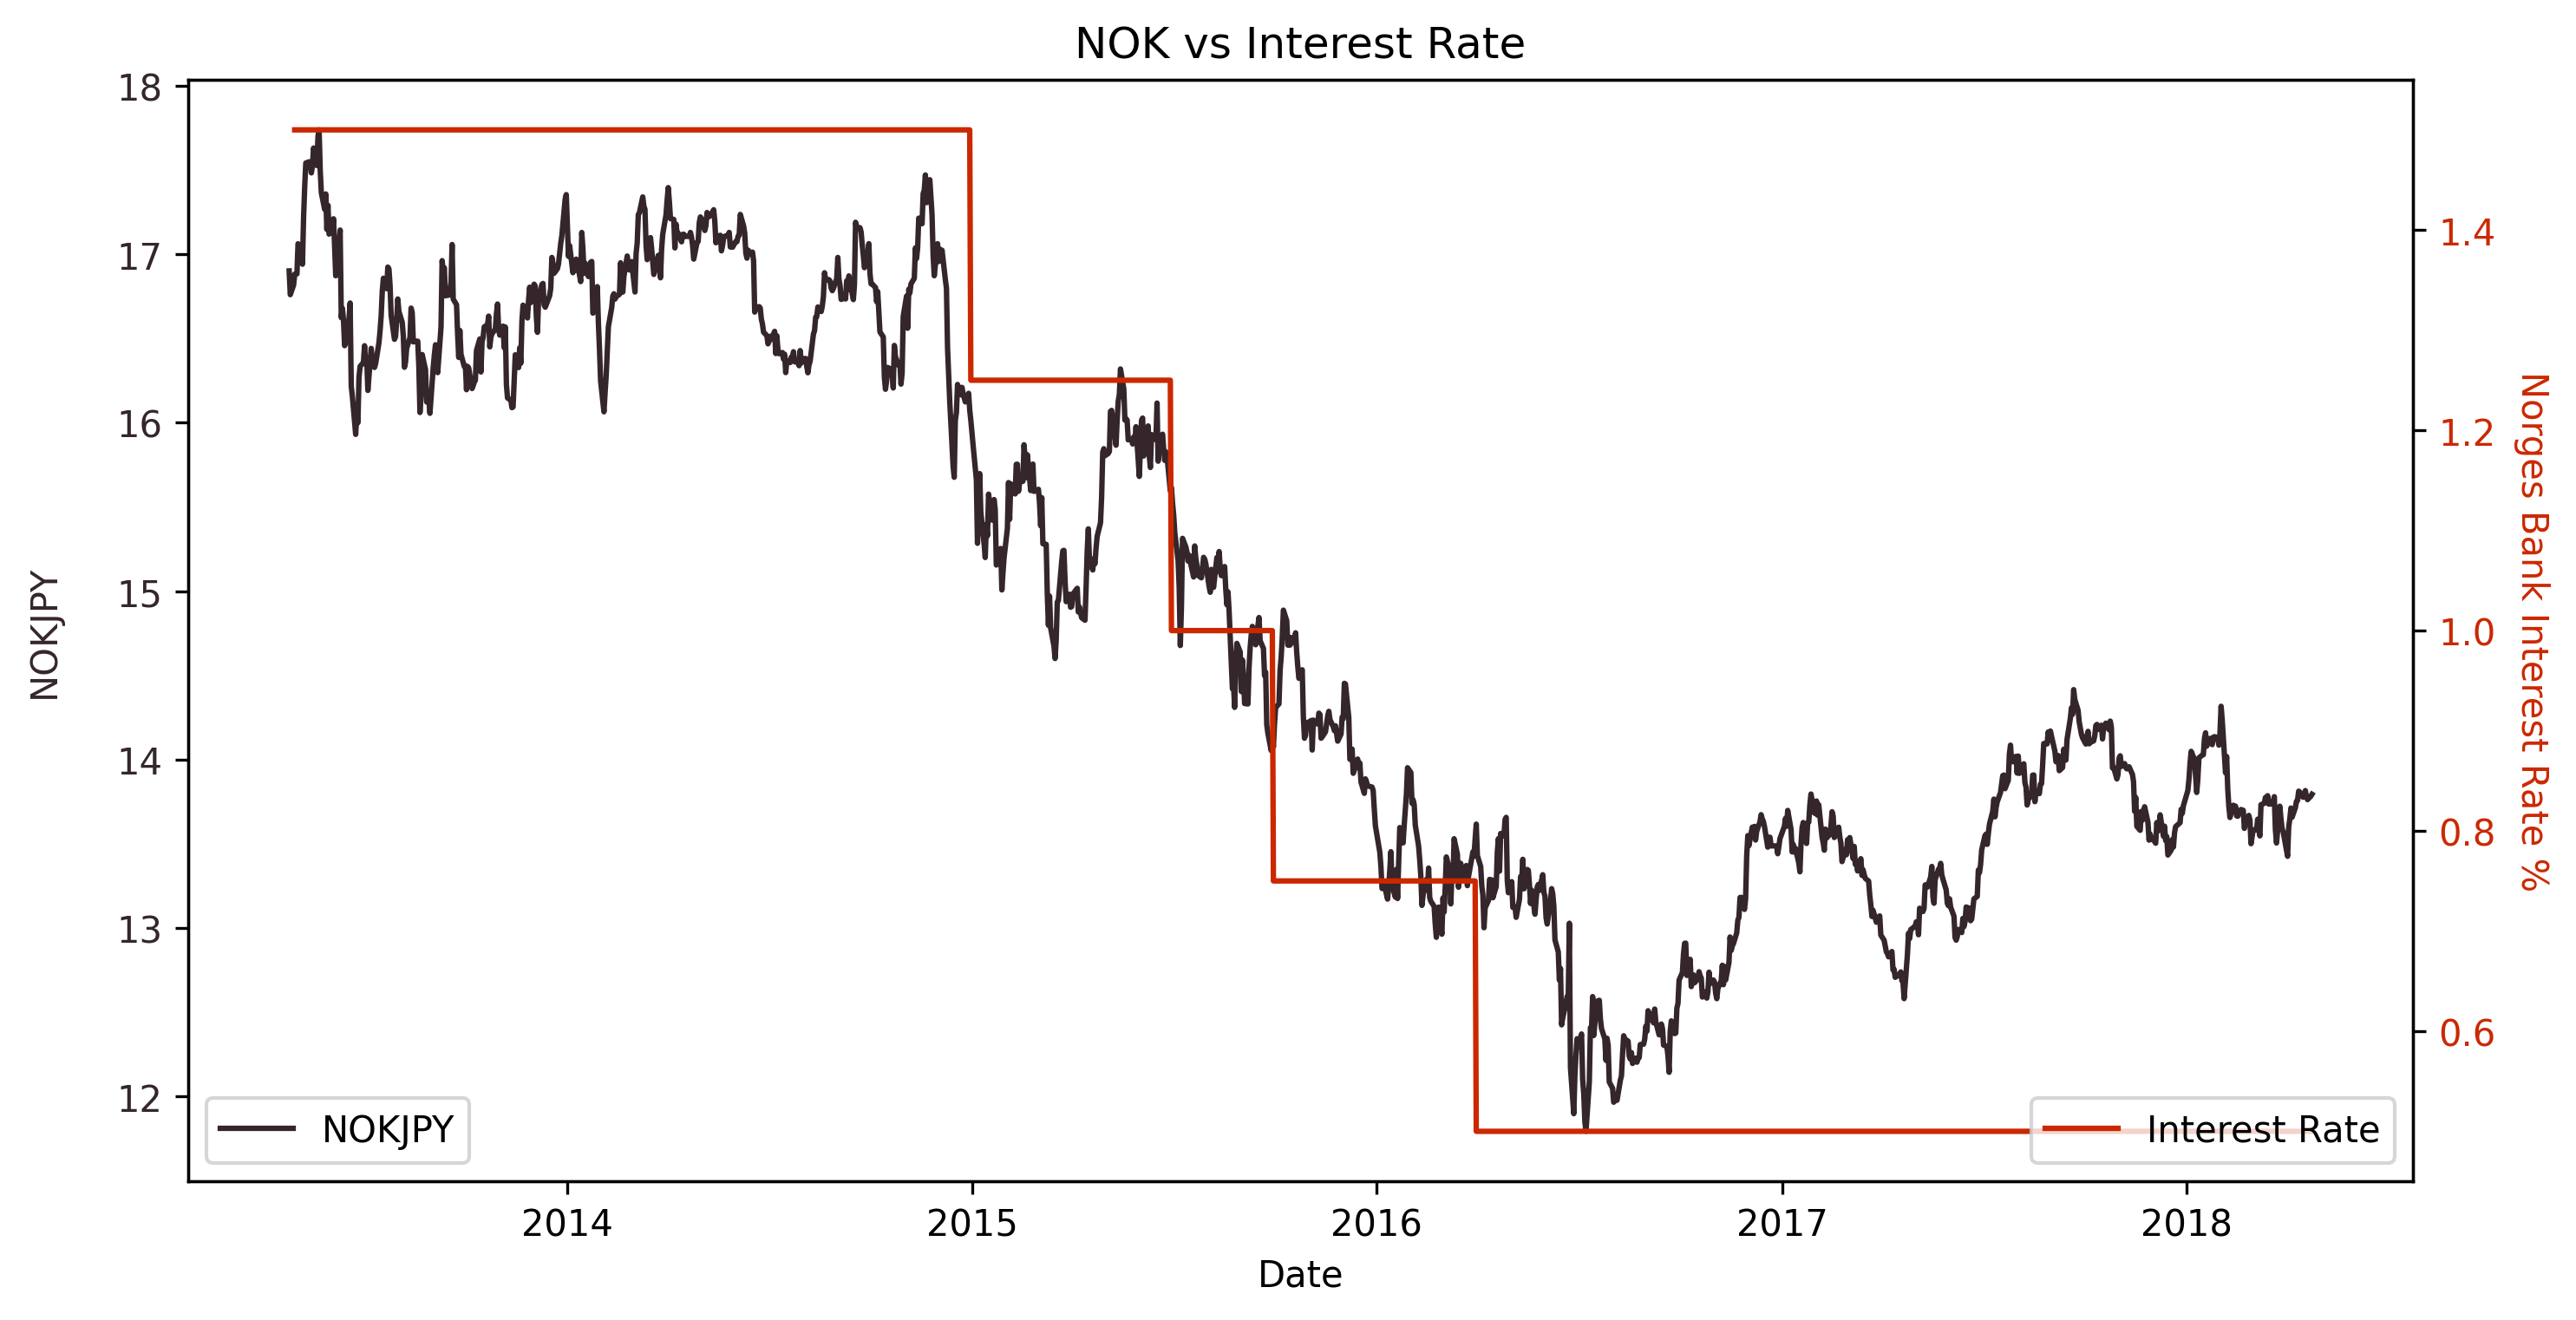 NOK vs Interest Rate
18
17
16
15
14
13
12
NOKJPY
1.4
1.2
1.0
0.8
0.6
Norges Bank Interest Rate %
NOKJPY
Interest Rate
2014 2015 2016 2017 2018
Date